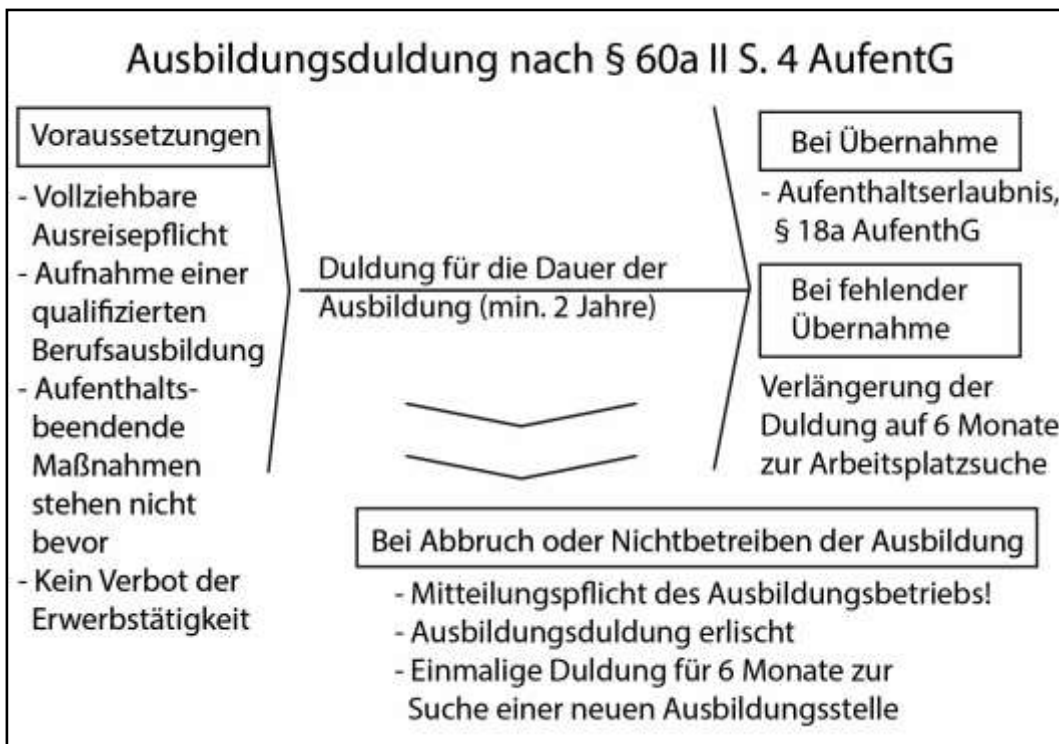 Ausbildungsduldung nach § 60a II S. 4 AufentG
Voraussetzungen
- Vollziehbare
Ausreisepflicht
- Aufnahme einer
qualifizierten
Berufsausbildung
- Aufenthalts-
beendende
Maßnahmen
stehen nicht
bevor
- Kein Verbot der
Erwerbstätigkeit
Duldung für die Dauer der
Ausbildung (min. 2 Jahre)
Bei Übernahme
- Aufenthaltserlaubnis,
§ 18a AufenthG
Bei fehlender
Übernahme
Verlängerung der
Duldung auf 6 Monate
zur Arbeitsplatzsuche
Bei Abbruch oder Nichtbetreiben der Ausbildung
- Mitteilungspflicht des Ausbildungsbetriebs!
- Ausbildungsduldung erlischt
- Einmalige Duldung für 6 Monate zur
Suche einer neuen Ausbildungsstelle